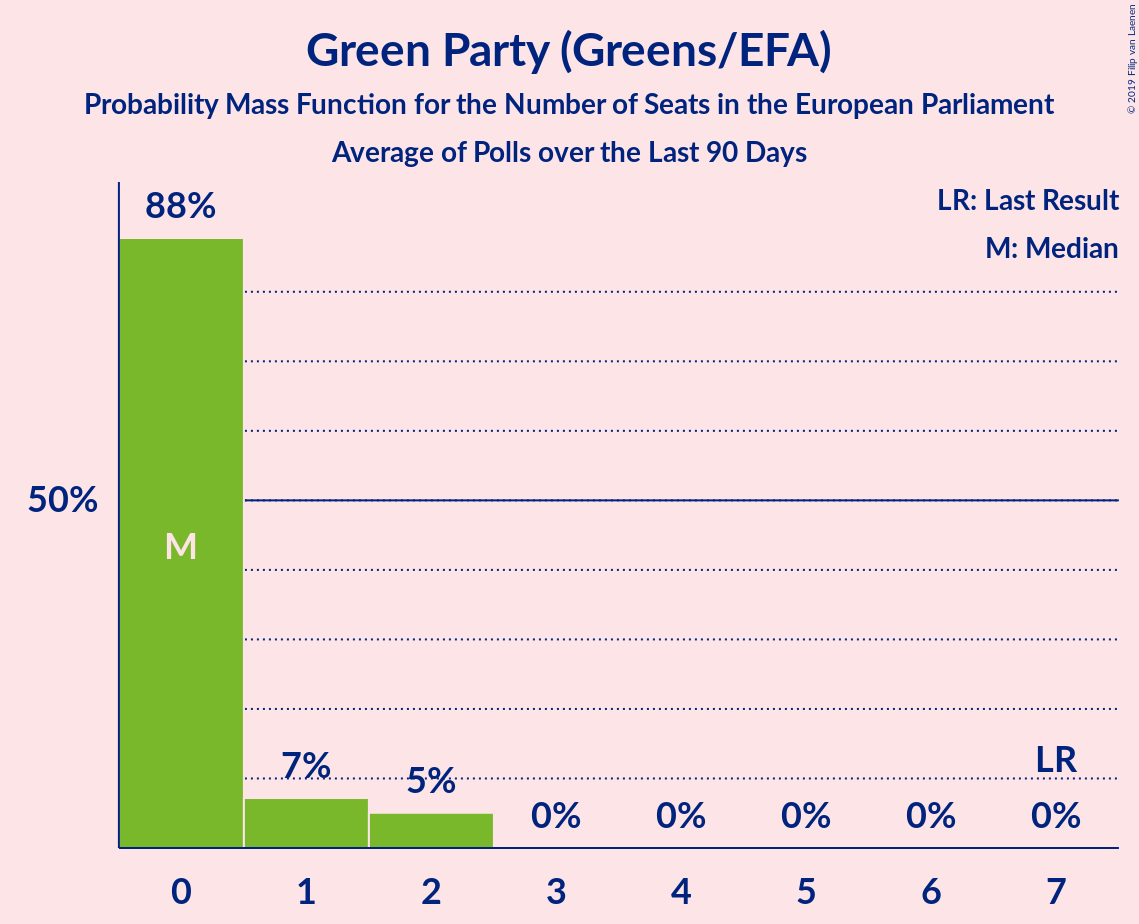 Green Party (Greens/EFA)
Probability Mass Function for the Number of Seats in the European Parliament
Average of Polls over the Last 90 Days
© 2019 Filip van Laenen
LR: Last Result
M: Median
88%
50%
M
7%
5%
0%
0%
0%
0%
LR
0%
0 1 2 3 4 5 6 7